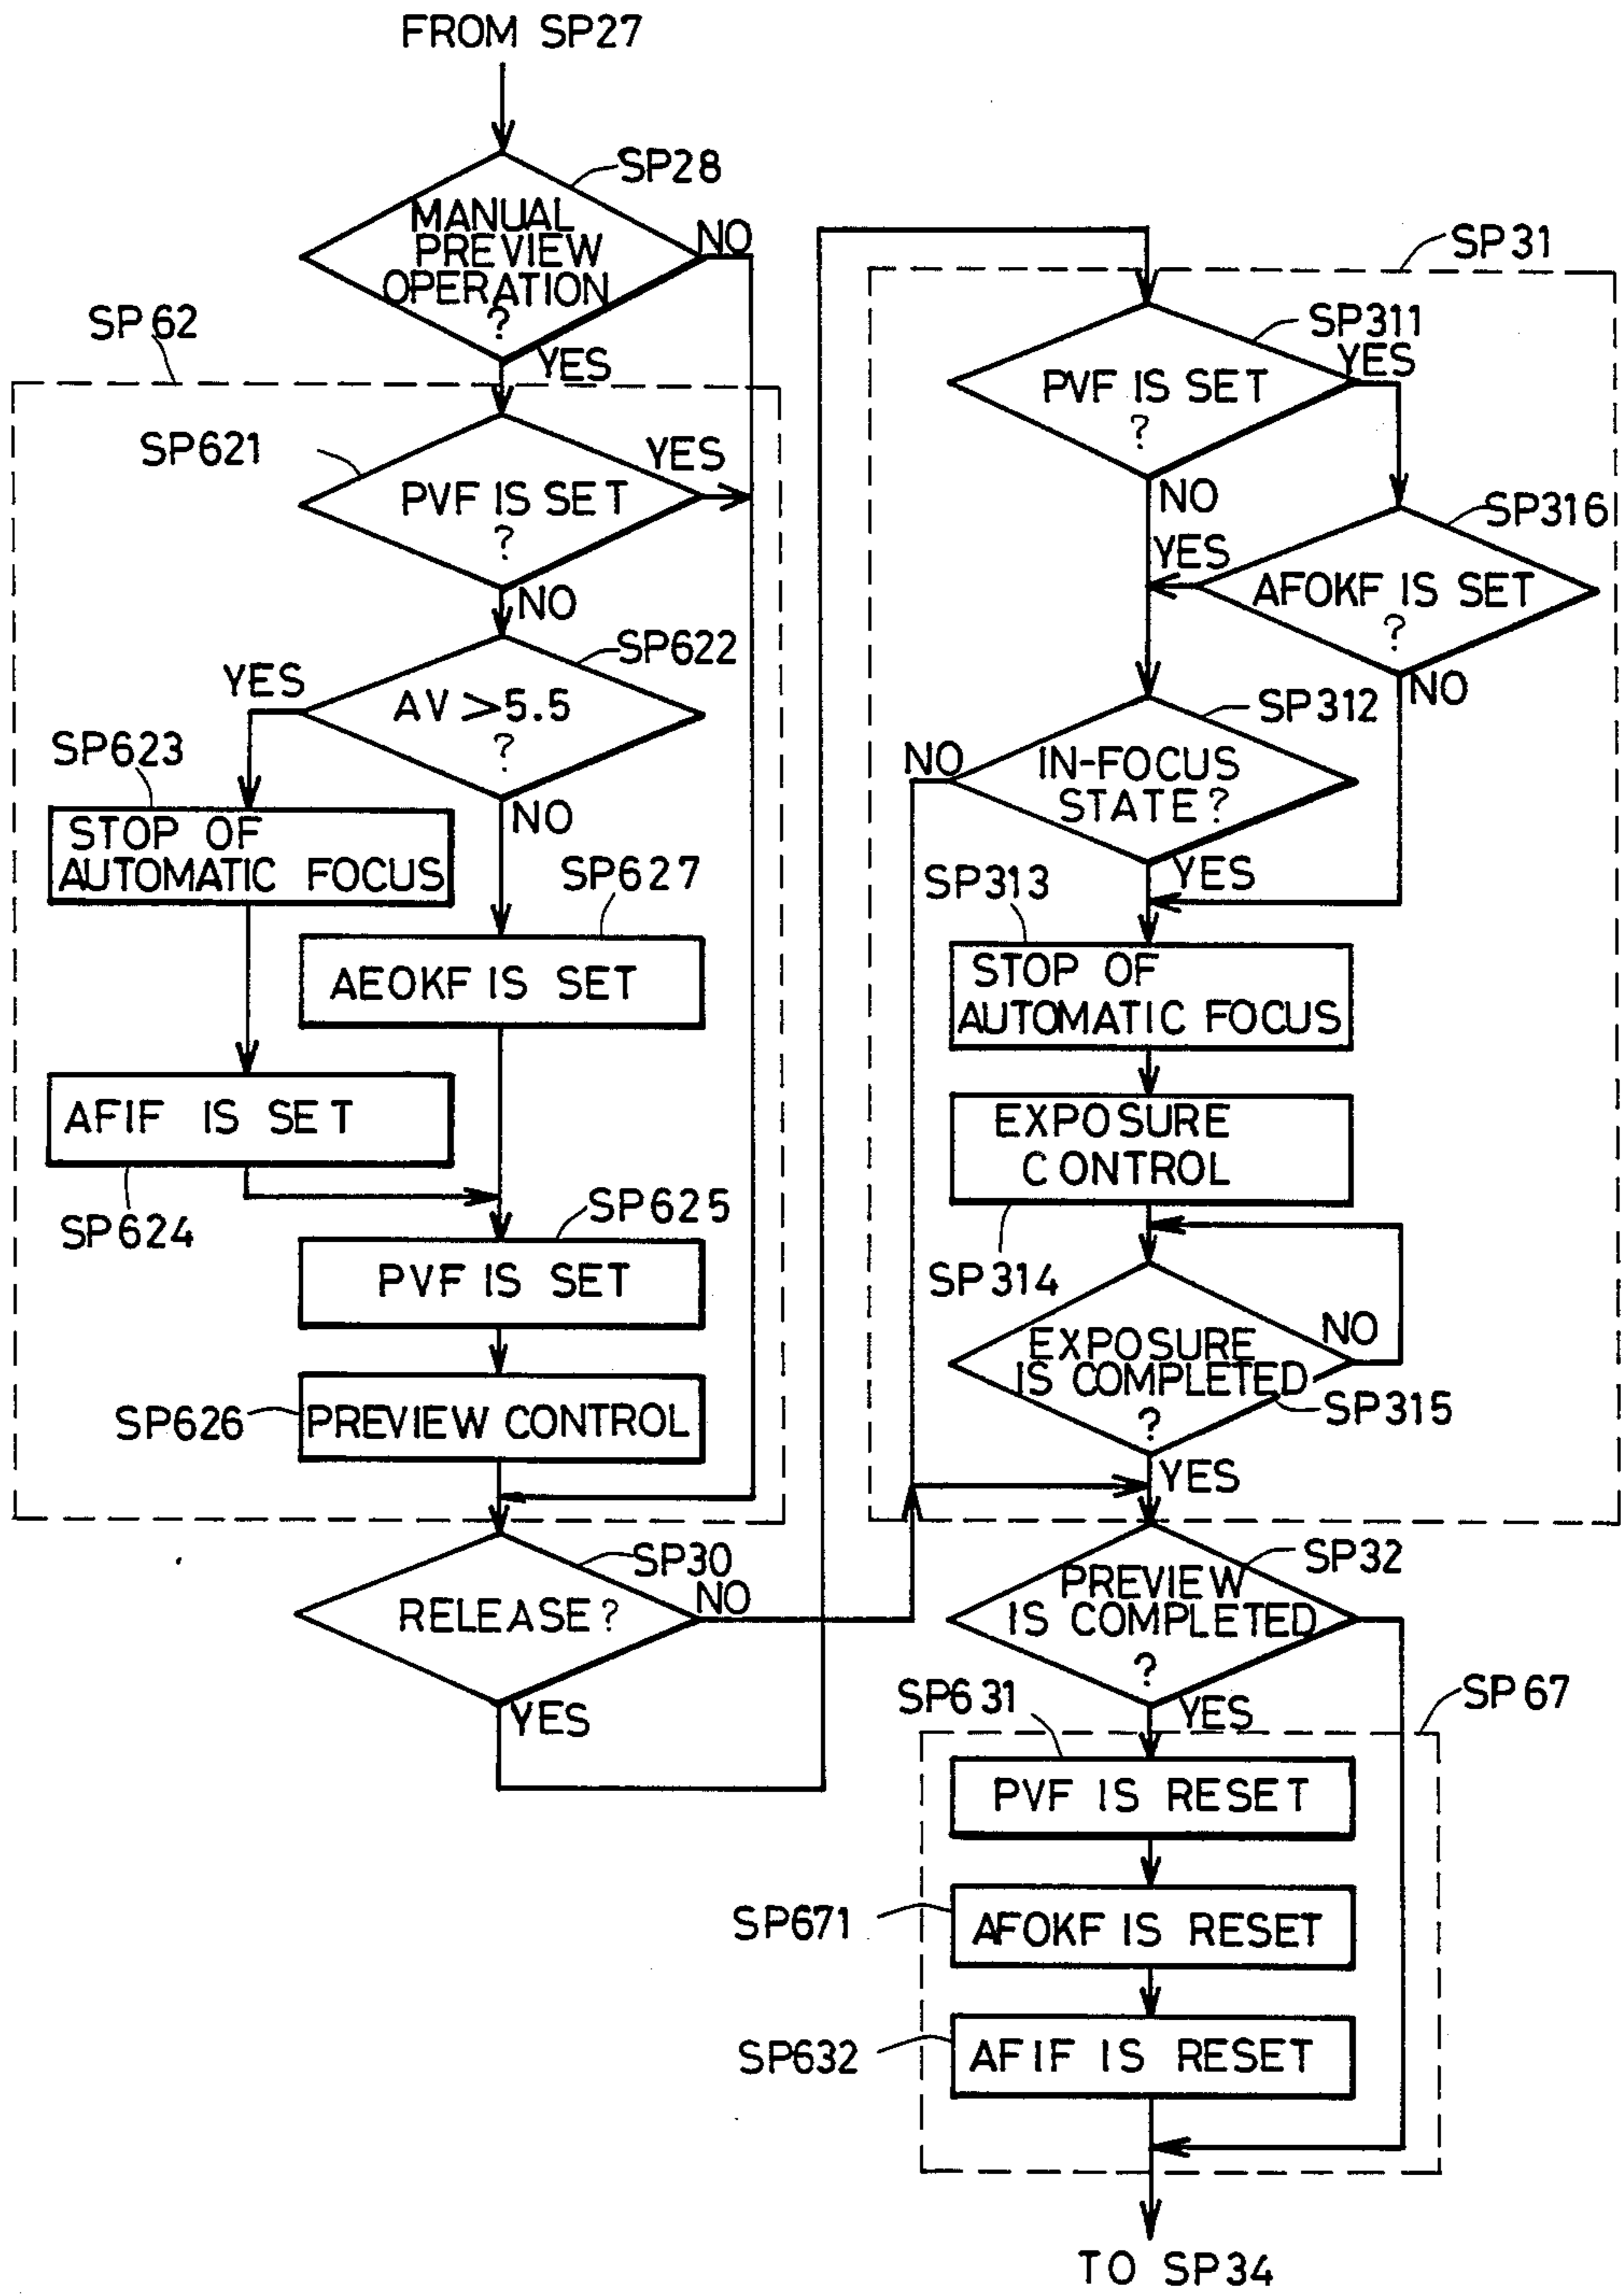 FROM SP27
SP28
MANUAL
PREVIEW
OPERATION
?
NO
YES
SP62
SP621
PVF IS SET
?
YES
NO
SP622
AV > 5.5
?
YES
NO
SP623
STOP OF
AUTOMATIC FOCUS
SP627
AEOKF IS SET
AFIF IS SET
SP624
SP625
PVF IS SET
SP626
PREVIEW CONTROL
SP30
RELEASE?
NO
YES
SP31
SP311
PVF IS SET
?
YES
NO
SP316
AFOKF IS SET
?
YES
NO
SP312
IN-FOCUS
STATE?
NO
YES
SP313
STOP OF
AUTOMATIC FOCUS
EXPOSURE
CONTROL
SP314
EXPOSURE
IS COMPLETED
?
NO
SP315
YES
SP32
PREVIEW
IS COMPLETED
?
YES
SP67
SP631
PVF IS RESET
SP671
AFOKF IS RESET
SP632
AFIF IS RESET
TO SP34